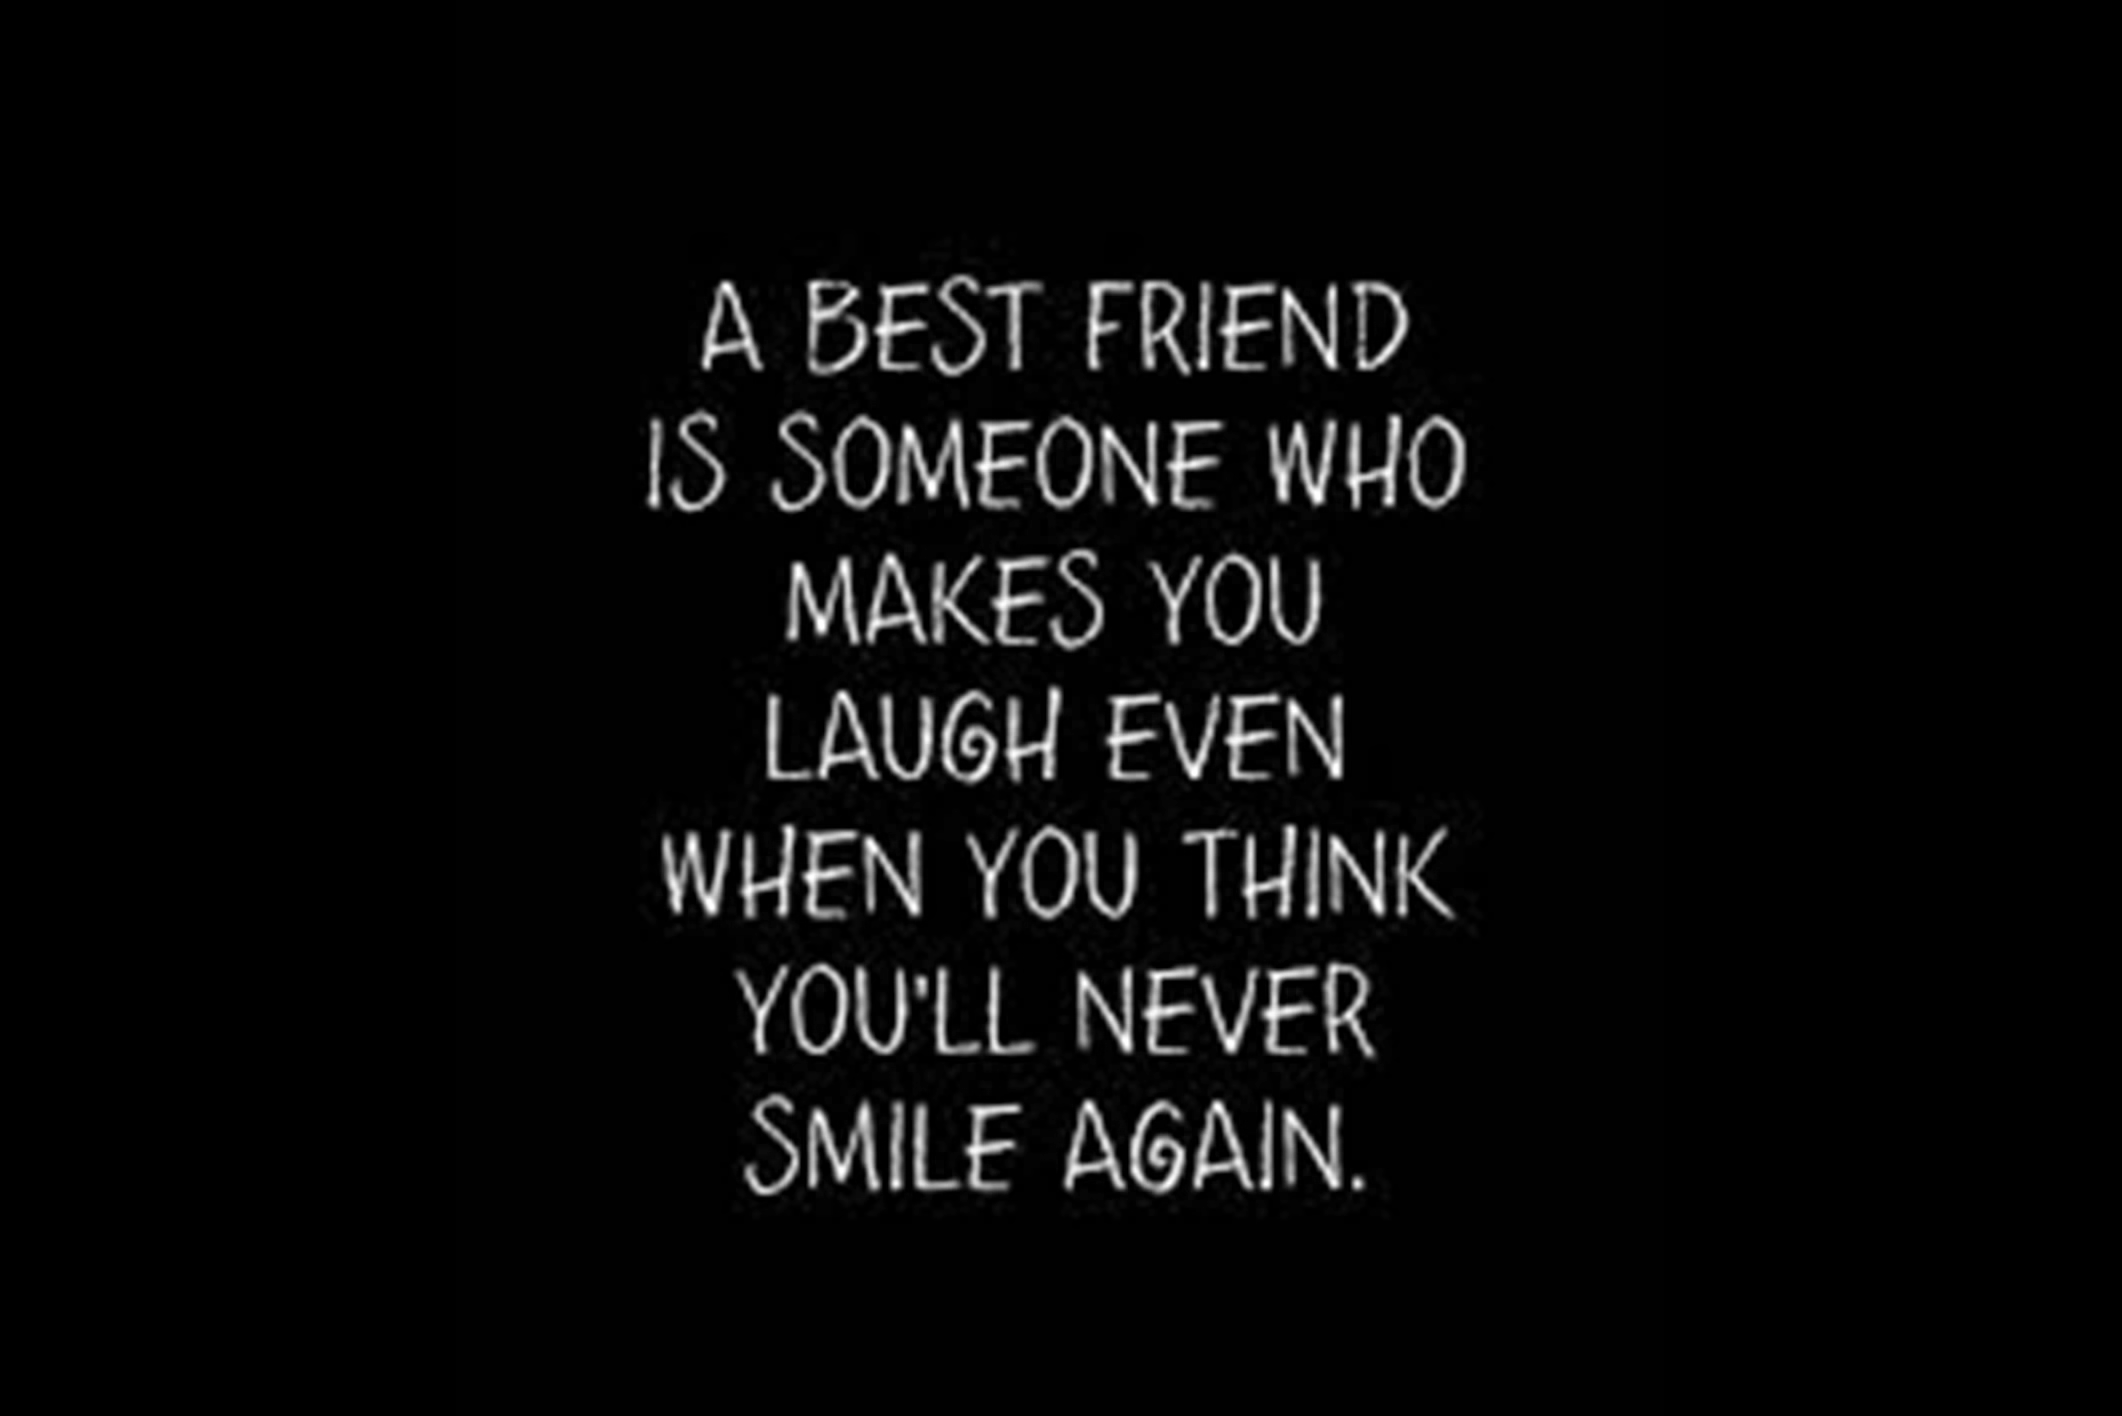 A BEST FRIEND
IS SOMEONE WHO
MAKES YOU
LAUGH EVEN
WHEN YOU THINK
YOU'LL NEVER
SMILE AGAIN.